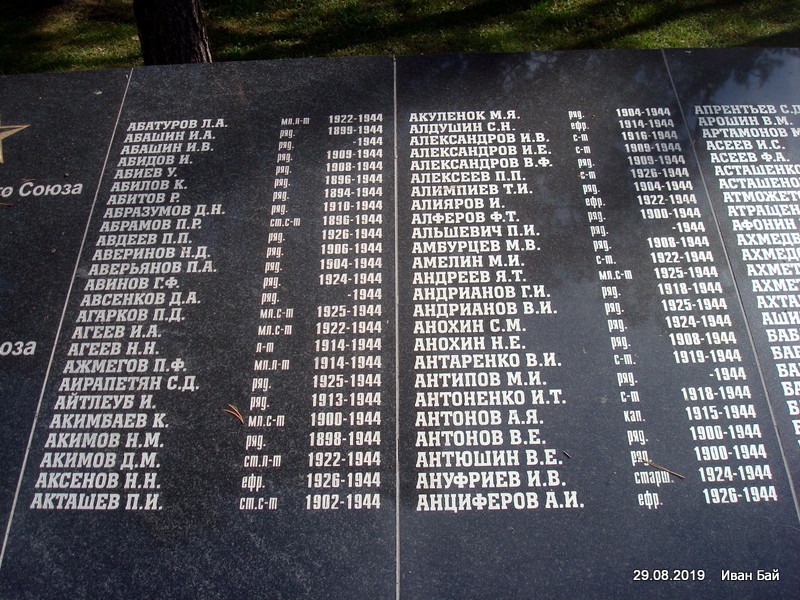 Союза
АБАТУРОВ Л.А. мл.л-т 1922-1944
АБАШИН И.А. ряд. 1899-1944
АБАШИН И.В. ряд. -1944
АБИДОВ И. ряд. 1909-1944
АБИЕВ У. ряд. 1908-1944
АБИЛОВ К. ряд. 1896-1944
АБИТОВ Р. ряд. 1894-1944
АБРАЗУМОВ Д.Н. ряд. 1910-1944
АБРАМОВ П.Р. ст.с-т 1896-1944
АВДЕЕВ П.П. ряд. 1926-1944
АВЕРИНОВ Н.Д. ряд. 1906-1944
АВЕРЬЯНОВ П.А. ряд. 1904-1944
АВИНОВ Г.Ф. ряд. 1924-1944
АВСЕНКОВ Д.А. ряд. -1944
АГАРКОВ П.Д. мл.с-т 1925-1944
АГЕЕВ И.А. мл.с-т 1922-1944
АГЕЕВ Н.Н. л-т 1914-1944
АЖМЕГОВ П.Ф. мл.л-т 1914-1944
АЙРАПЕТЯН С.Д. ряд. 1925-1944
АЙТЛЕУБ И. ряд. 1913-1944
АКИМБАЕВ К. мл.с-т 1900-1944
АКИМОВ Н.М. ряд. 1898-1944
АКИМОВ Д.М. ст.л-т 1922-1944
АКСЕНОВ Н.Н. ефр. 1926-1944
АКТАШЕВ П.И. ст.с-т 1902-1944
АКУЛЕНОК М.Я. ряд. 1904-1944
АЛДУШИН С.Н. ефр. 1914-1944
АЛЕКСАНДРОВ И.В. с-т 1916-1944
АЛЕКСАНДРОВ И.Е. с-т 1909-1944
АЛЕКСАНДРОВ В.Ф. ряд. 1909-1944
АЛЕКСЕЕВ П.П. с-т 1926-1944
АЛИМПИЕВ Т.И. ряд. 1904-1944
АЛИЯРОВ И. ефр. 1922-1944
АЛФЕРОВ Ф.Т. ряд. 1900-1944
АЛЬШЕВИЧ П.И. ряд. -1944
АМБУРЦЕВ М.В. ряд. 1908-1944
АМЕЛИН М.И. с-т. 1922-1944
АНДРЕЕВ Я.Т. мл.с-т 1925-1944
АНДРИАНОВ Г.И. ряд. 1918-1944
АНДРИАНОВ В.И. ряд. 1925-1944
АНОХИН С.М. ряд. 1924-1944
АНОХИН Н.Е. ряд. 1908-1944
АНТАРЕНКО В.И. с-т. 1919-1944
АНТИПОВ М.И. ряд. -1944
АНТОНЕНКО И.Т. с-т 1918-1944
АНТОНОВ А.Я. кап. 1915-1944
АНТОНОВ В.Е. ряд. 1900-1944
АНТЮШИН В.Е. ряд. 1900-1944
АНУФРИЕВ И.В. старш. 1924-1944
АНЦИФЕРОВ А.И. ефр. 1926-1944
АПРЕНТЬЕВ С.Д
АРОШИН В.М.
АРТАМОНОВ М
АСЕЕВ И.С.
АСЕЕВ Ф.А.
АСТАШЕНКО
АФОНИН
29.08.2019 Иван Бай